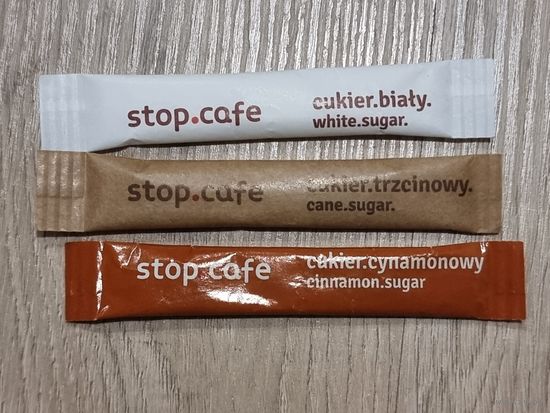 stop.cafe
cukier.biały.
white.sugar.
stop.cafe
cukier.trzcinowy.
cane.sugar.
stop.cafe
cukier.cynamonowy
cinnamon.sugar